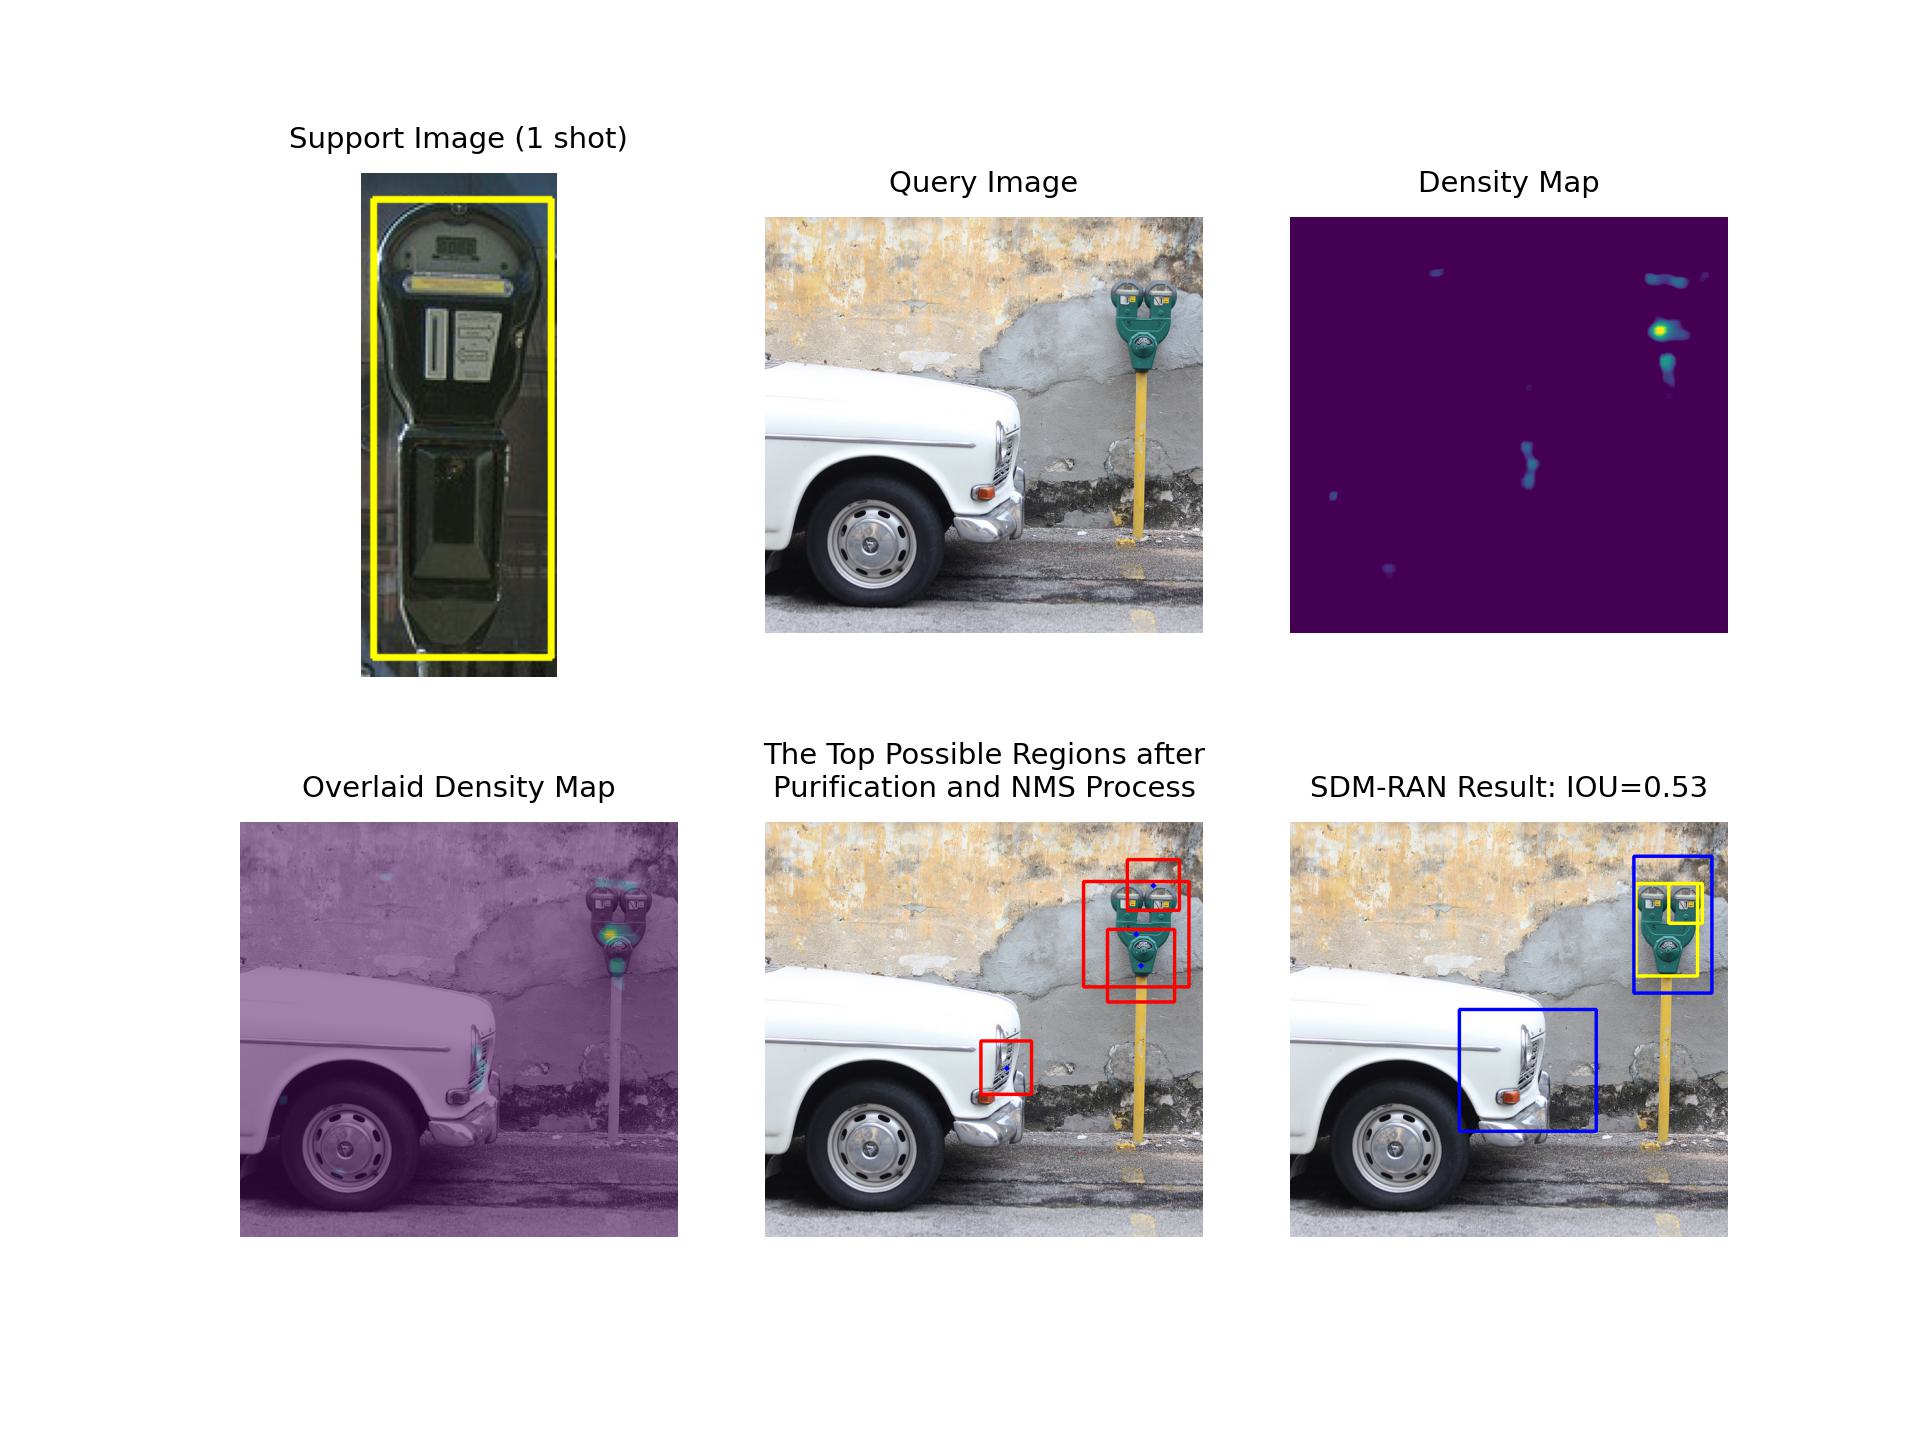 Support Image (1 shot)
Query Image
Density Map
Overlaid Density Map
The Top Possible Regions after
Purification and NMS Process
SDM-RAN Result: IOU=0.53